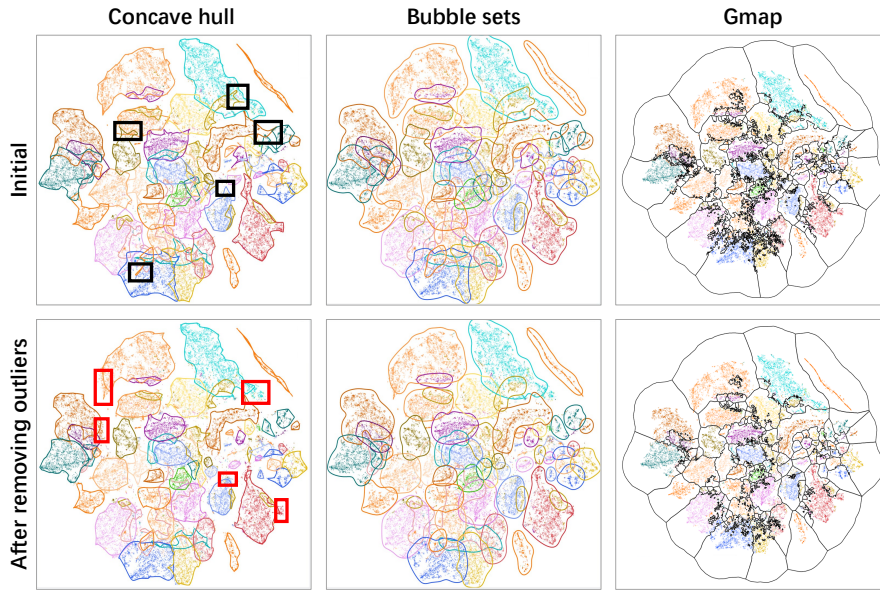 Concave hull
Bubble sets
Gmap
Initial
After removing outliers